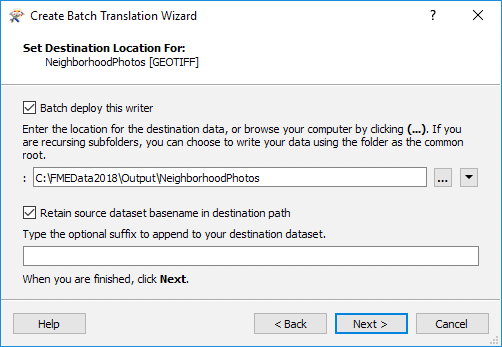 Create Batch Translation Wizard
Set Destination Location For:
NeighborhoodPhotos [GEOTIFF]
Batch deploy this writer
Enter the location for the destination data, or browse your computer by clicking (...). If you
are recursing subfolders, you can choose to write your data using the folder as the common
root.
: C:\FMEData2018\Output\NeighborhoodPhotos ...
Retain source dataset basename in destination path
Type the optional suffix to append to your destination dataset.
When you are finished, click Next.
Help < Back Next > Cancel